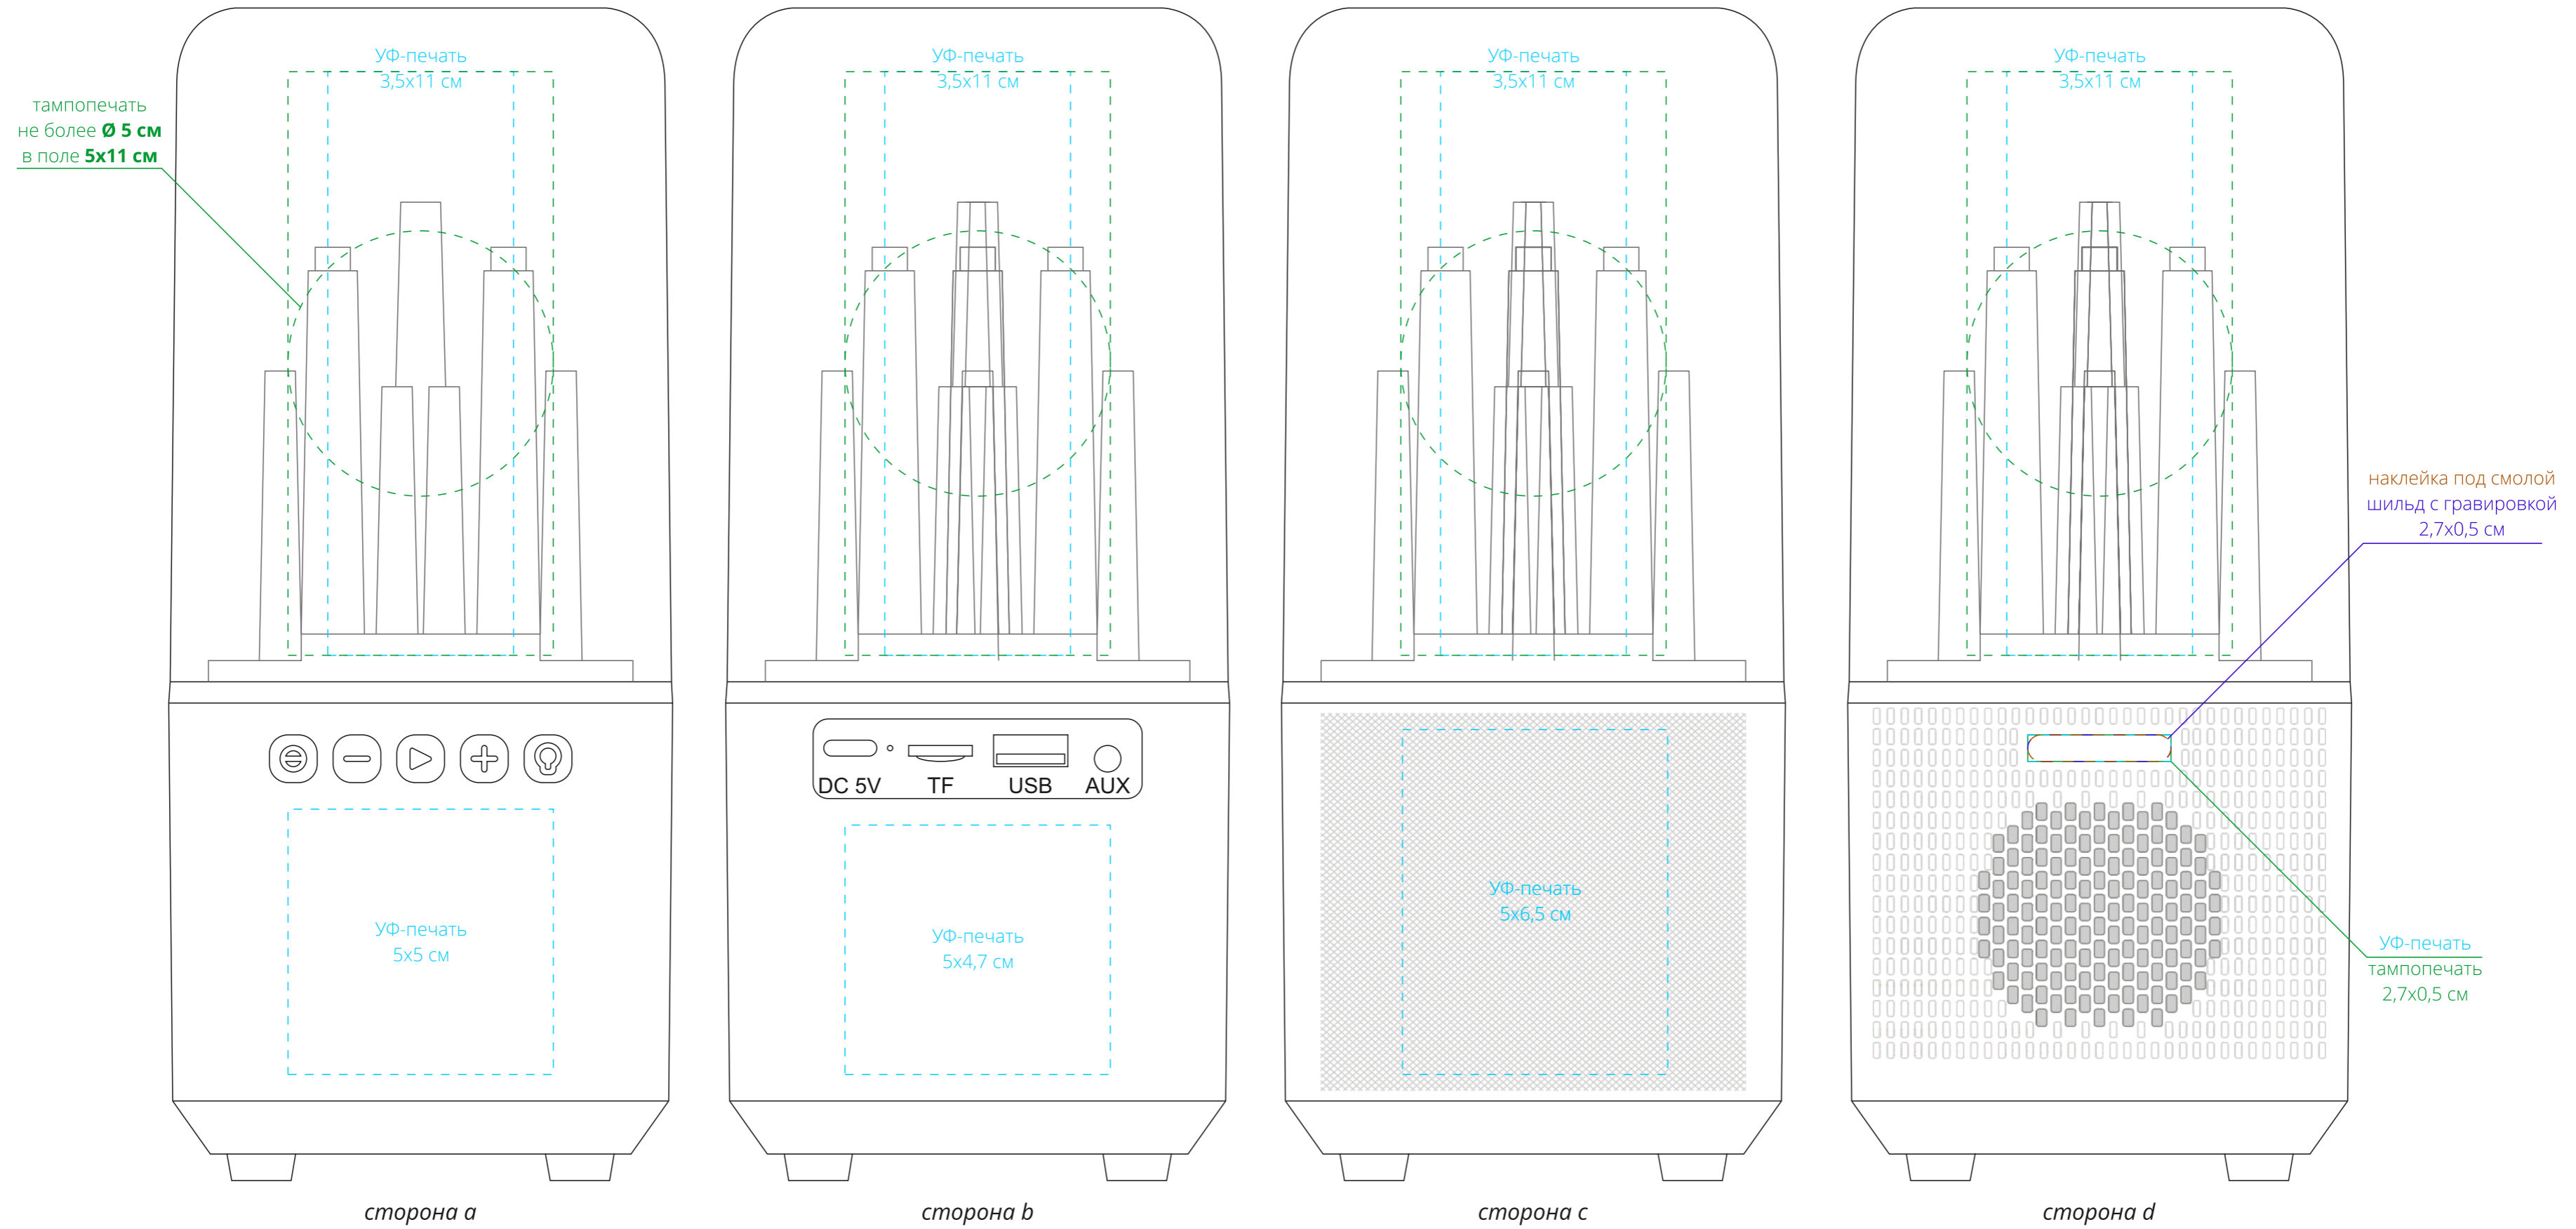 УФ-печать
3,5x11 см
УФ-печать
3,5x11 см
УФ-печать
3,5x11 см
УФ-печать
3,5x11 см
тампопечать
не более Ø 5 см
в поле 5x11 см
наклейка под смолой
шильд с гравировкой
2,7x0,5 см
DC 5V TF USB AUX
УФ-печать
5x5 см
УФ-печать
5x4,7 см
УФ-печать
5x6,5 см
УФ-печать
тампопечать
2,7x0,5 см
сторона a
сторона b
сторона c
сторона d